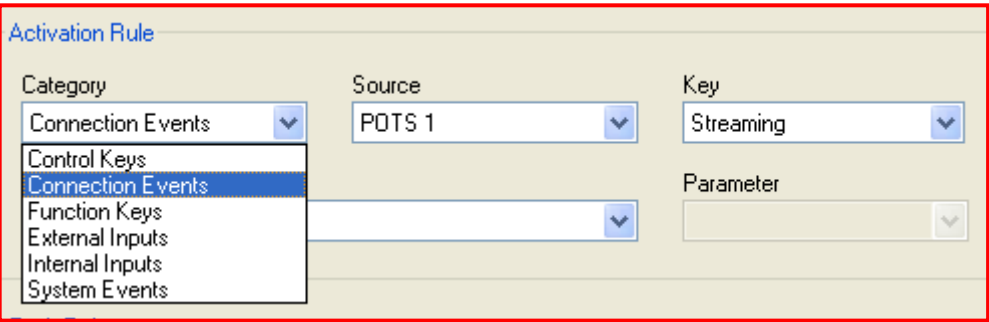 Activation Rule
Category Source Key
Connection Events POTS 1 Streaming
Control Keys
Connection Events
Parameter
Function Keys
External Inputs
Internal Inputs
System Events